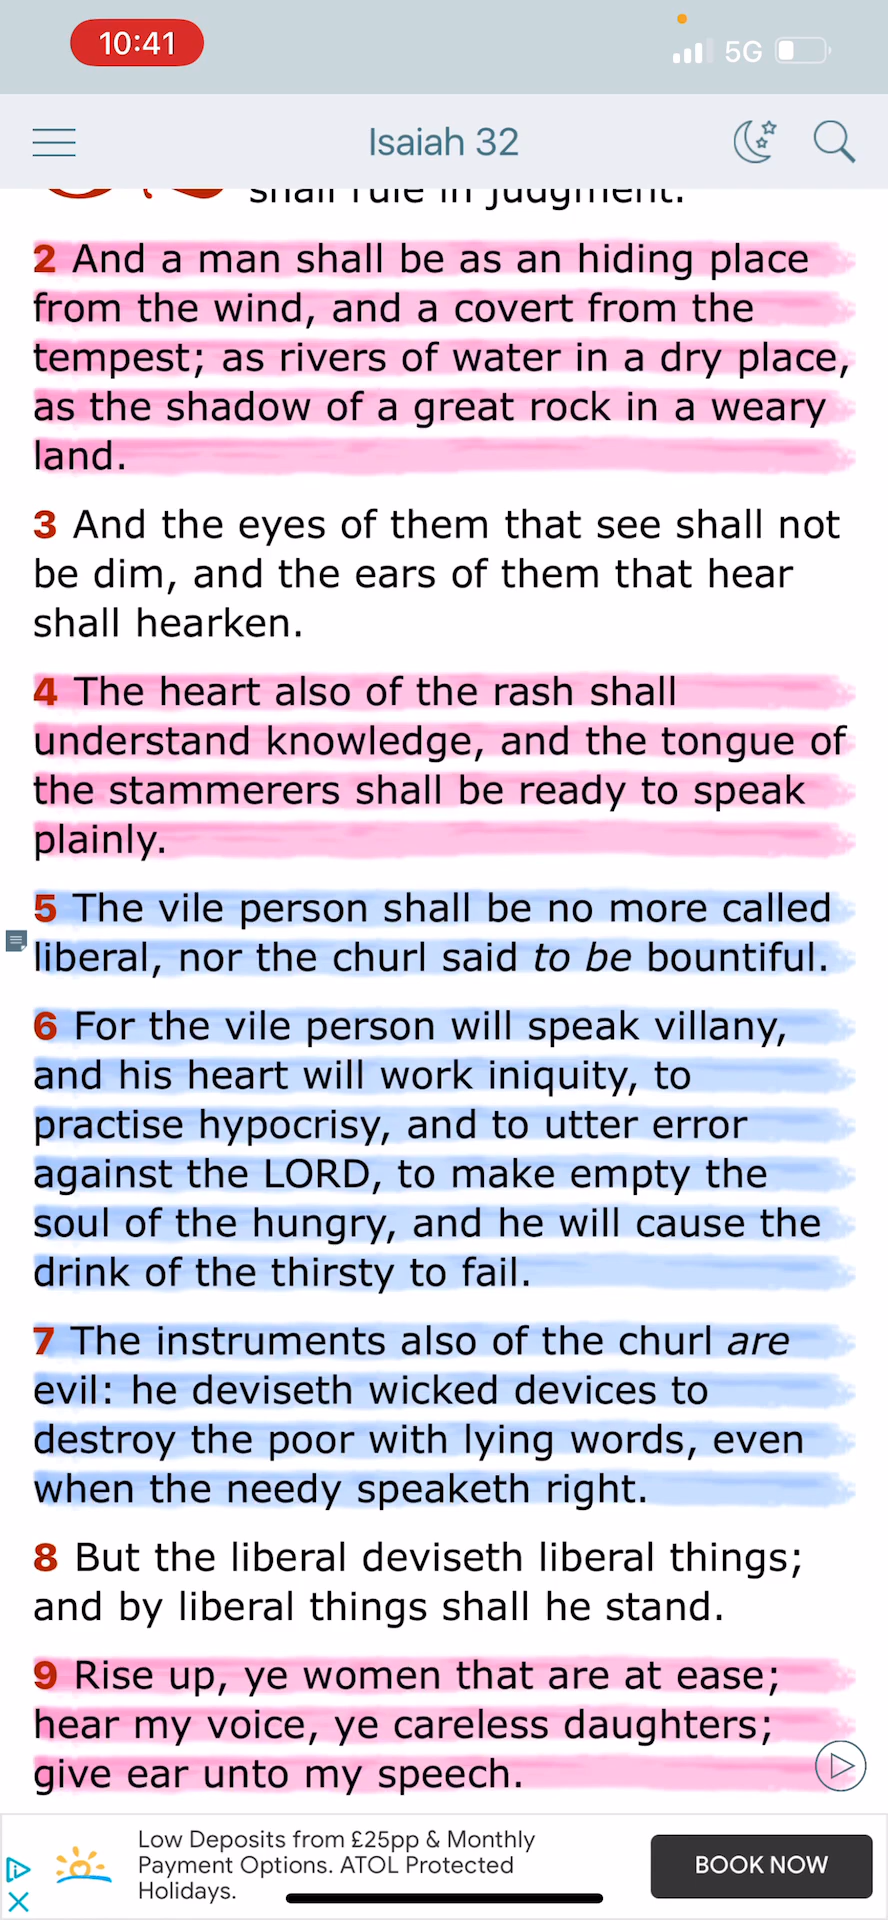 10:41
5G
Isaiah 32
shall rule in judgment.
2 And a man shall be as an hiding place
from the wind, and a covert from the
tempest; as rivers of water in a dry place,
as the shadow of a great rock in a weary
land.
3 And the eyes of them that see shall not
be dim, and the ears of them that hear
shall hearken.
4 The heart also of the rash shall
understand knowledge, and the tongue of
the stammerers shall be ready to speak
plainly.
5 The vile person shall be no more called
liberal, nor the churl said to be bountiful.
6 For the vile person will speak villany,
and his heart will work iniquity, to
practise hypocrisy, and to utter error
against the LORD, to make empty the
soul of the hungry, and he will cause the
drink of the thirsty to fail.
7 The instruments also of the churl are
evil: he deviseth wicked devices to
destroy the poor with lying words, even
when the needy speaketh right.
8 But the liberal deviseth liberal things;
and by liberal things shall he stand.
9 Rise up, ye women that are at ease;
hear my voice, ye careless daughters;
give ear unto my speech.
Low Deposits from £25pp & Monthly
Payment Options. ATOL Protected
Holidays.
BOOK NOW